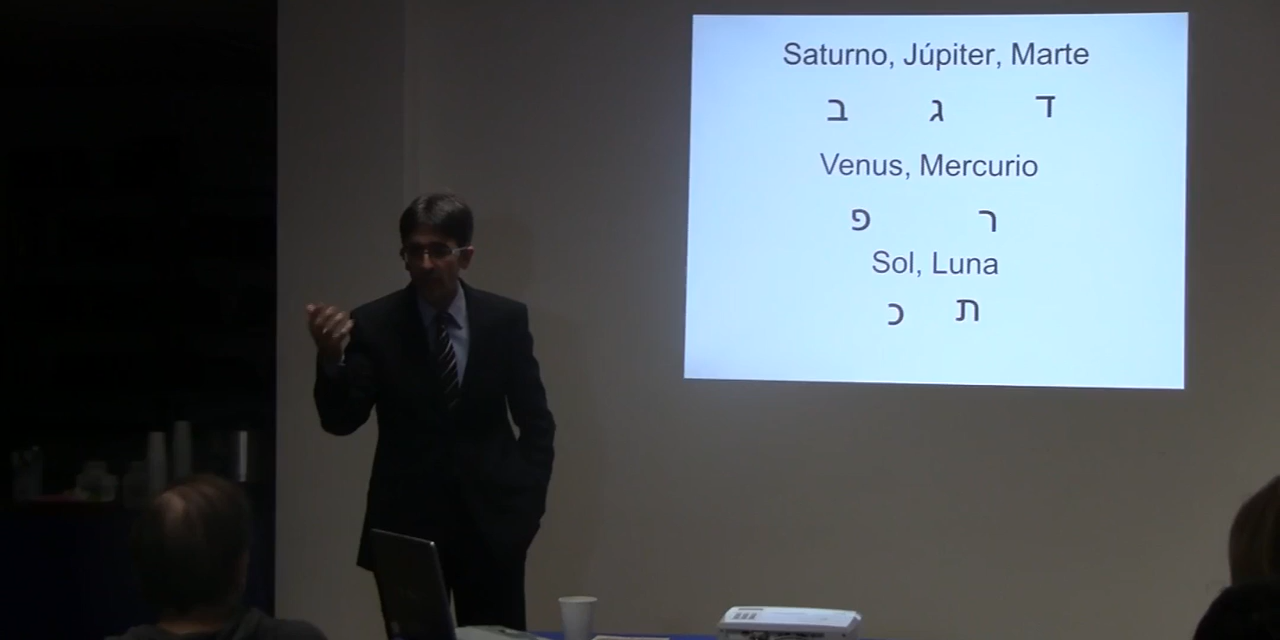 Saturno, Júpiter, Marte
ב ג ד
Venus, Mercurio
פ ר
Sol, Luna
כ ת